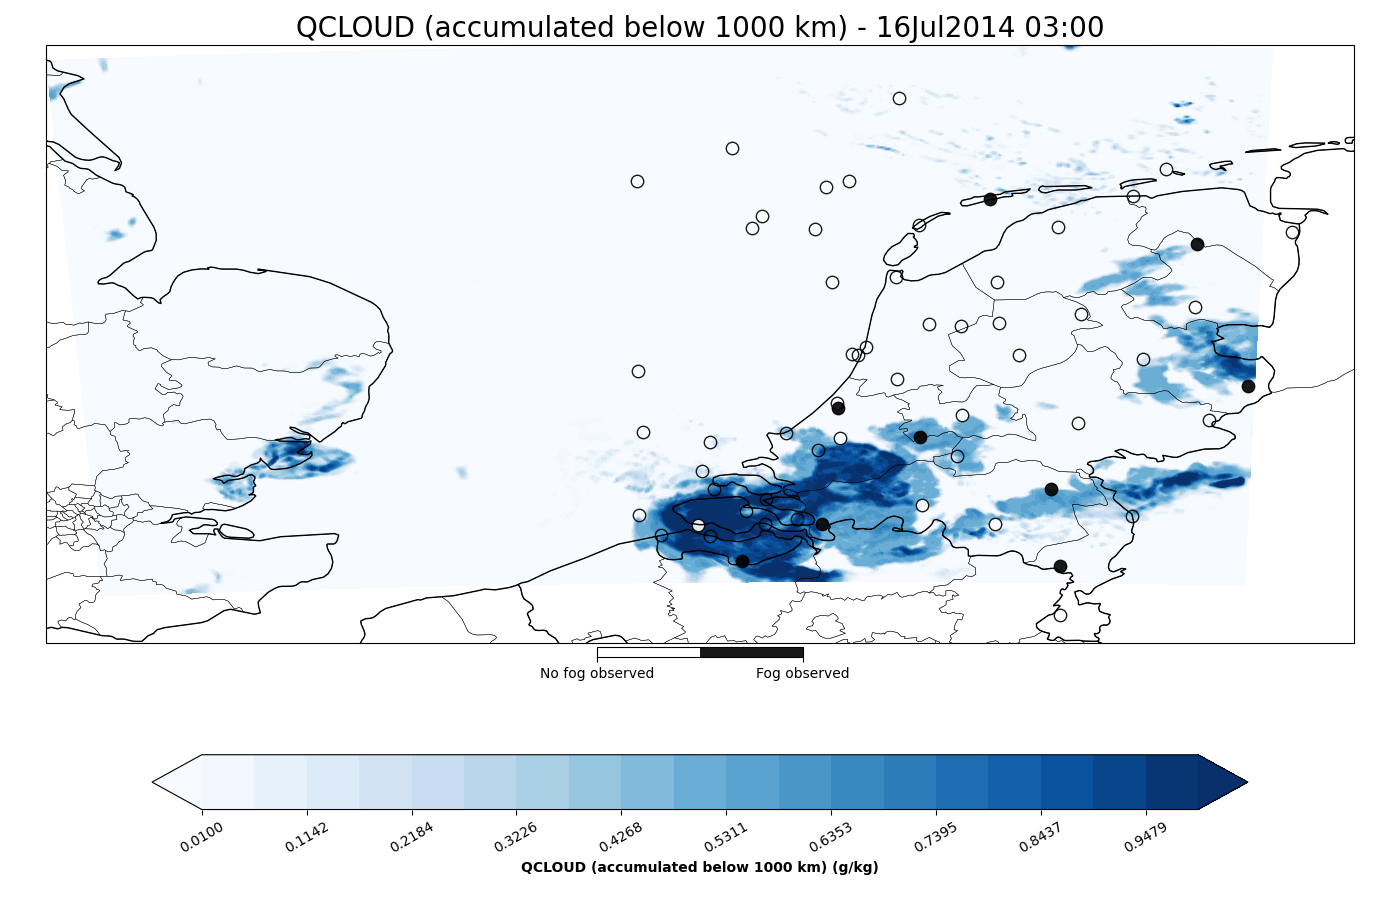 QCLOUD (accumulated below 1000 km) - 16Jul2014 03:00
No fog observed Fog observed
0.0100 0.1142 0.2184 0.3226 0.4268 0.5311 0.6353 0.7395 0.8437 0.9479
QCLOUD (accumulated below 1000 km) (g/kg)